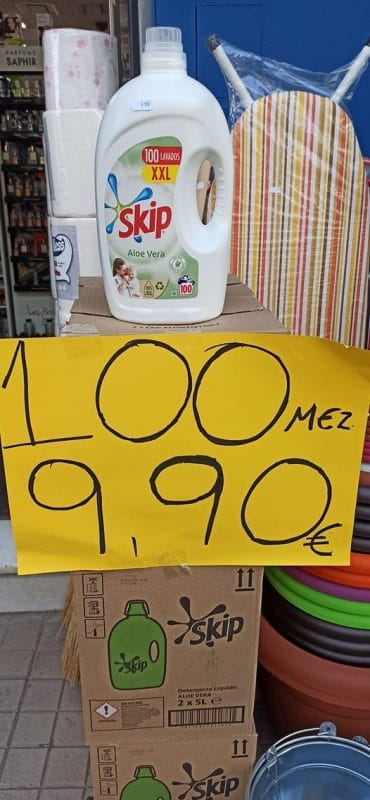 PARFUMS
SAPHIR
100 LAVADOS
XXL
Skip
Aloe Vera
100
100 MEZ
9,90 €
Skip
Detergente Líquido
ALOE VERA
2 x 5L
Skip